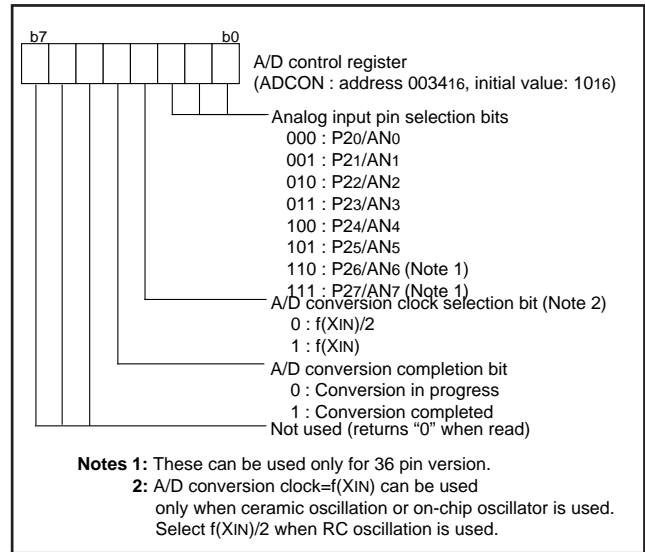 b7 b0
A/D control register
(ADCON : address 003416, initial value: 1016)
Analog input pin selection bits
000 : P20/AN0
001 : P21/AN1
010 : P22/AN2
011 : P23/AN3
100 : P24/AN4
101 : P25/AN5
110 : P26/AN6 (Note 1)
111 : P27/AN7 (Note 1)
A/D conversion clock selection bit (Note 2)
0 : f(XIN)/2
1 : f(XIN)
A/D conversion completion bit
0 : Conversion in progress
1 : Conversion completed
Not used (returns “0” when read)
Notes 1: These can be used only for 36 pin version.
2: A/D conversion clock=f(XIN) can be used
only when ceramic oscillation or on-chip oscillator is used.
Select f(XIN)/2 when RC oscillation is used.